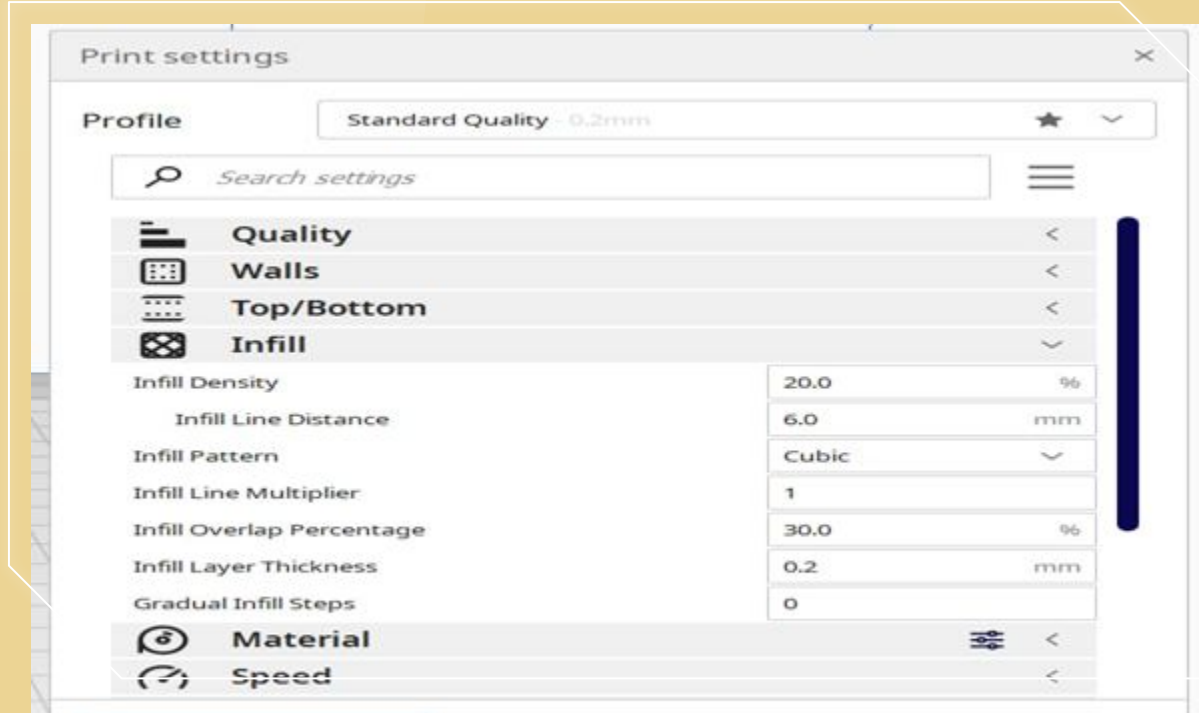 Print settings
Profile Standard Quality - 0.2mm
Search settings
Quality
Walls
Top/Bottom
Infill
Infill Density 20.0 %
Infill Line Distance 6.0 mm
Infill Pattern Cubic
Infill Line Multiplier 1
Infill Overlap Percentage 30.0 %
Infill Layer Thickness 0.2 mm
Gradual Infill Steps 0
Material
Speed